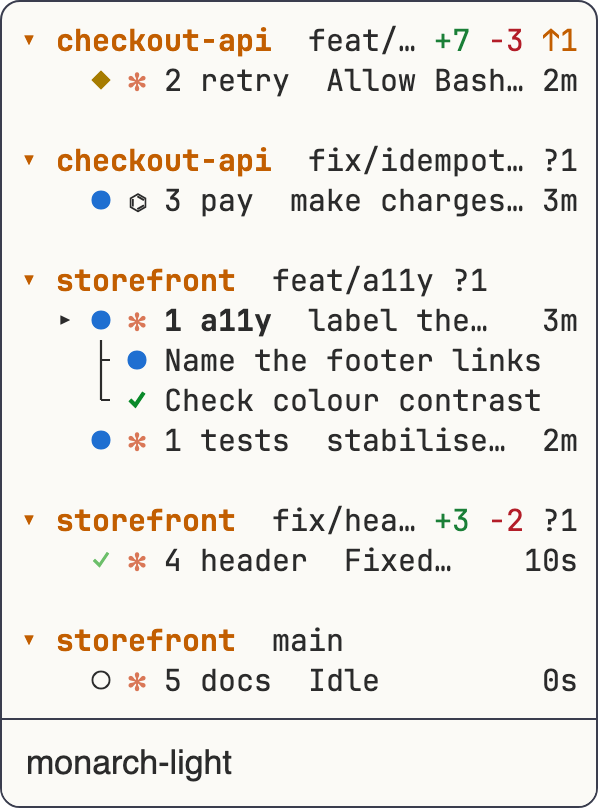 ▾ checkout-api feat/… +7 -3 ↑1
◆ ✻ 2 retry Allow Bash… 2m
▾ checkout-api fix/idempot… ?1
● ⌬ 3 pay make charges… 3m
▾ storefront feat/a11y ?1
▸ ● ✻ 1 a11y label the… 3m
├ ● Name the footer links
└ ✓ Check colour contrast
● ✻ 1 tests stabilise… 2m
▾ storefront fix/hea… +3 -2 ?1
✓ ✻ 4 header Fixed… 10s
▾ storefront main
○ ✻ 5 docs Idle 0s
monarch-light